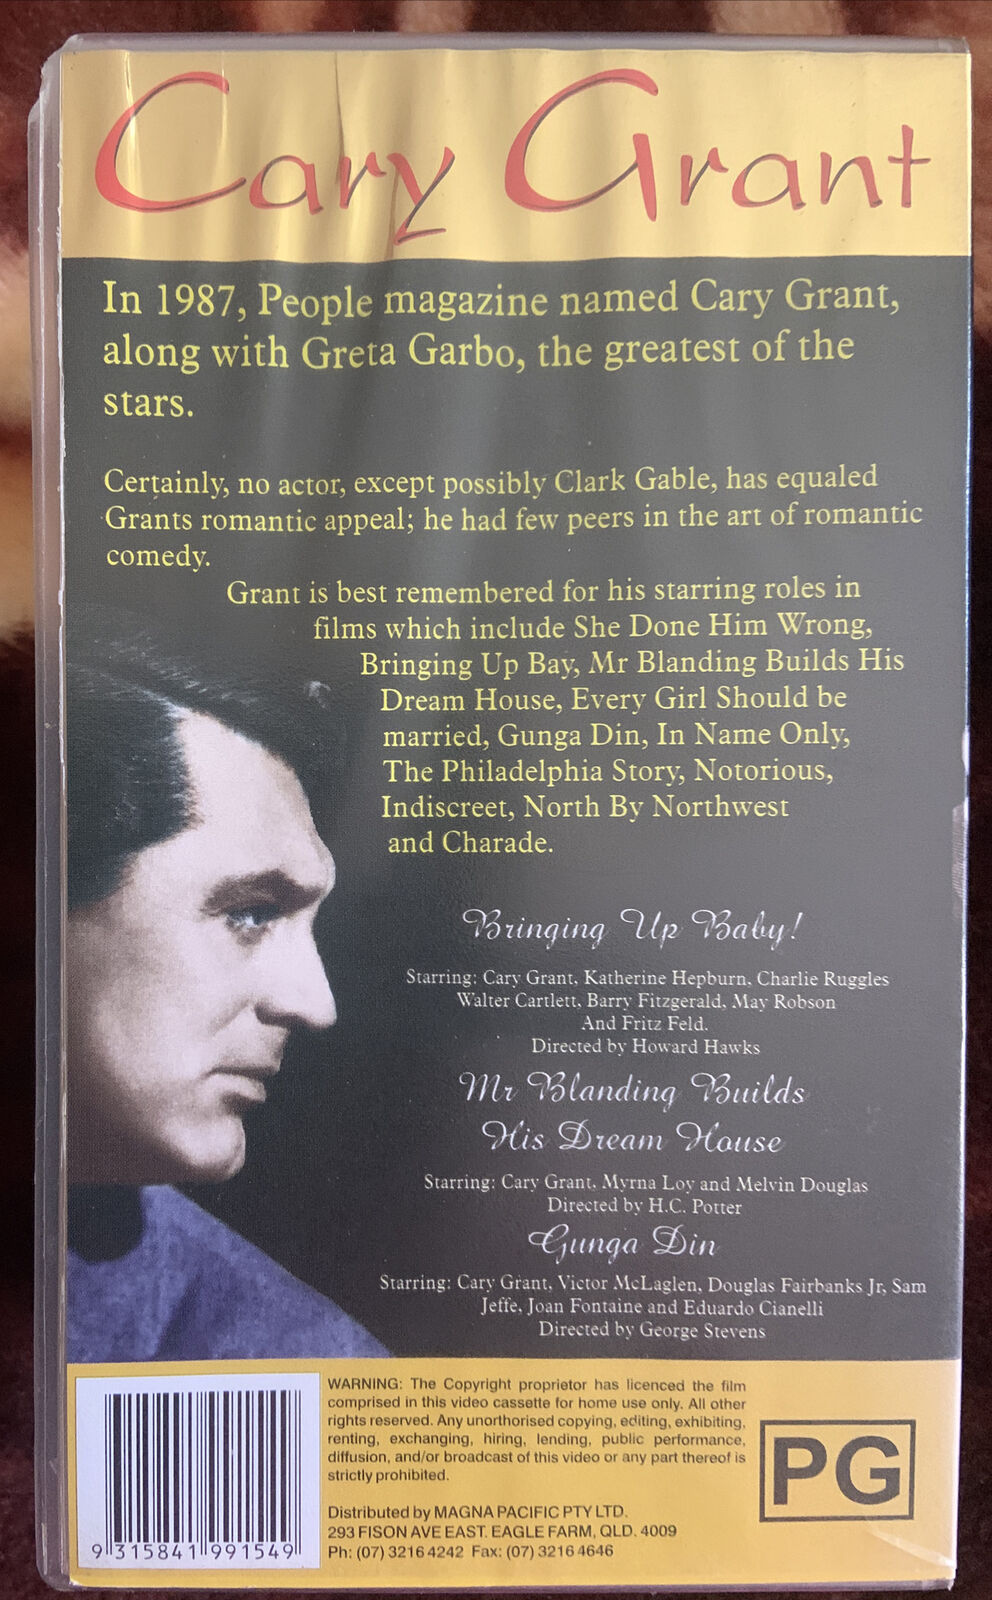 Cary Grant
In 1987, People magazine named Cary Grant,
along with Greta Garbo, the greatest of the
stars.
Certainly, no actor, except possibly Clark Gable, has equaled
Grants romantic appeal; he had few peers in the art of romantic
comedy.
Grant is best remembered for his starring roles in
films which include She Done Him Wrong,
Bringing Up Bay, Mr Blanding Builds His
Dream House, Every Girl Should be
married, Gunga Din, In Name Only,
The Philadelphia Story, Notorious,
Indiscreet, North By Northwest
and Charade.
Bringing Up Baby!
Starring: Cary Grant, Katherine Hepburn, Charlie Ruggles
Walter Cartlett, Barry Fitzgerald, May Robson
And Fritz Feld.
Directed by Howard Hawks
Mr Blanding Builds
His Dream House
Starring: Cary Grant, Myrna Loy and Melvin Douglas
Directed by H.C. Potter
Gunga Din
Starring: Cary Grant, Victor McLaglen, Douglas Fairbanks Jr, Sam
Jeffe, Joan Fontaine and Eduardo Cianelli
Directed by George Stevens
WARNING: The Copyright proprietor has licenced the film
comprised in this video cassette for home use only. All other
rights reserved. Any unorthorised copying, editing, exhibiting,
renting, exchanging, hiring, lending, public performance,
diffusion, and/or broadcast of this video or any part thereof is
strictly prohibited.
Distributed by MAGNA PACIFIC PTY LTD.
293 FISON AVE EAST. EAGLE FARM, QLD. 4009
Ph: (07) 3216 4242 Fax: (07) 3216 4646
PG
9 315841 991549